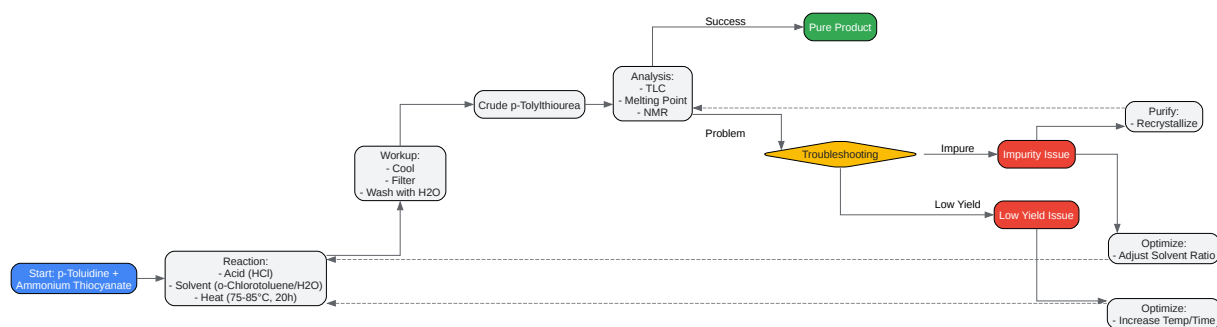 Start: p-Toluidine +
Ammonium Thiocyanate
Reaction:
- Acid (HCl)
- Solvent (o-Chlorotoluene/H2O)
- Heat (75-85°C, 20h)
Workup:
- Cool
- Filter
- Wash with H2O
Crude p-Tolylthiourea
Analysis:
- TLC
- Melting Point
- NMR
Success
Pure Product
Problem
Troubleshooting
Impure
Impurity Issue
Low Yield
Low Yield Issue
Purify:
- Recrystallize
Optimize:
- Adjust Solvent Ratio
Optimize:
- Increase Temp/Time